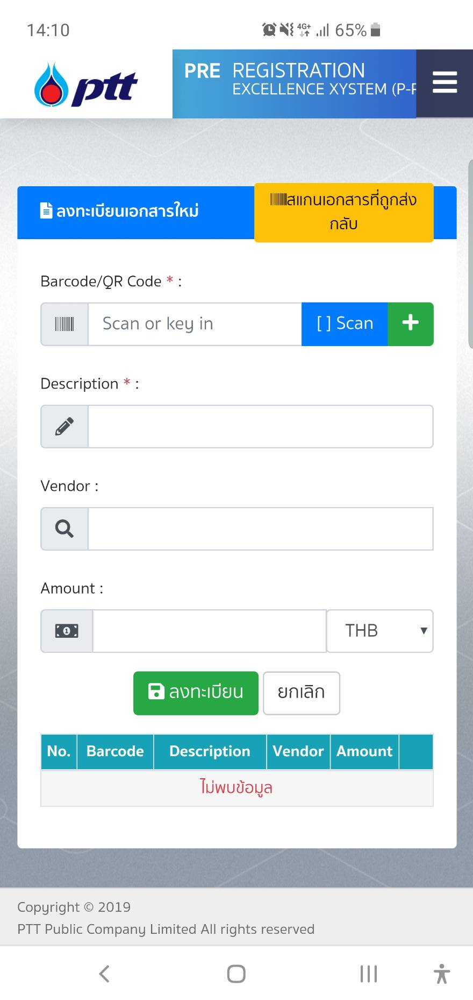 14:10
4G+ 65%
ptt
PRE REGISTRATION
EXCELLENCE XYSTEM (P-
ลงทะเบียนเอกสารใหม่
สแกนเอกสารที่ถูกส่ง
กลับ
Barcode/QR Code * :
Scan or key in
[ ] Scan
+
Description * :
Vendor :
Amount :
THB
ลงทะเบียน
ยกเลิก
No. Barcode Description Vendor Amount
ไม่พบข้อมูล
Copyright © 2019
PTT Public Company Limited All rights reserved